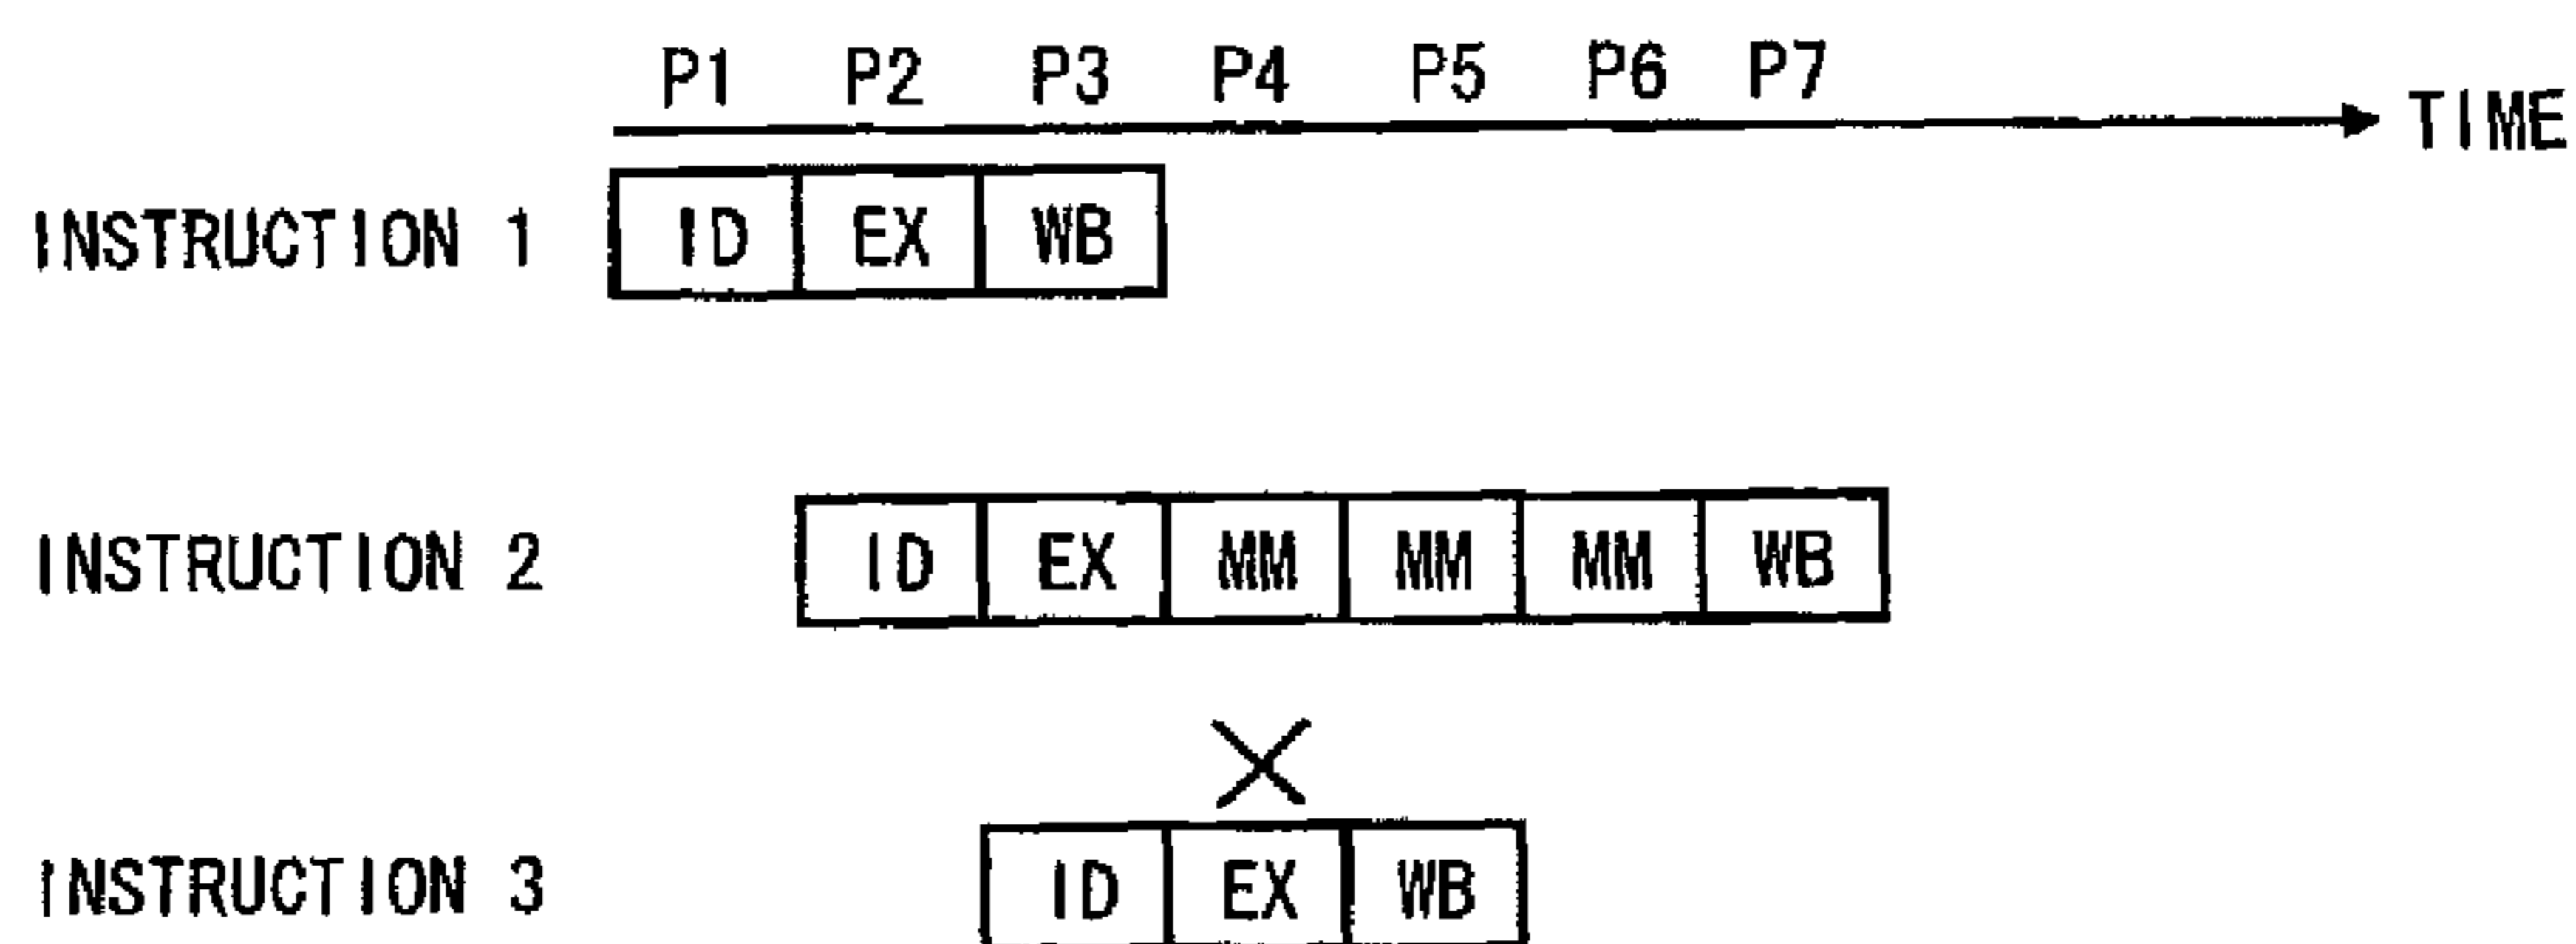 P1 P2 P3 P4 P5 P6 P7
TIME
INSTRUCTION 1 ID EX WB
INSTRUCTION 2 ID EX MM MM MM WB
INSTRUCTION 3 ID EX WB